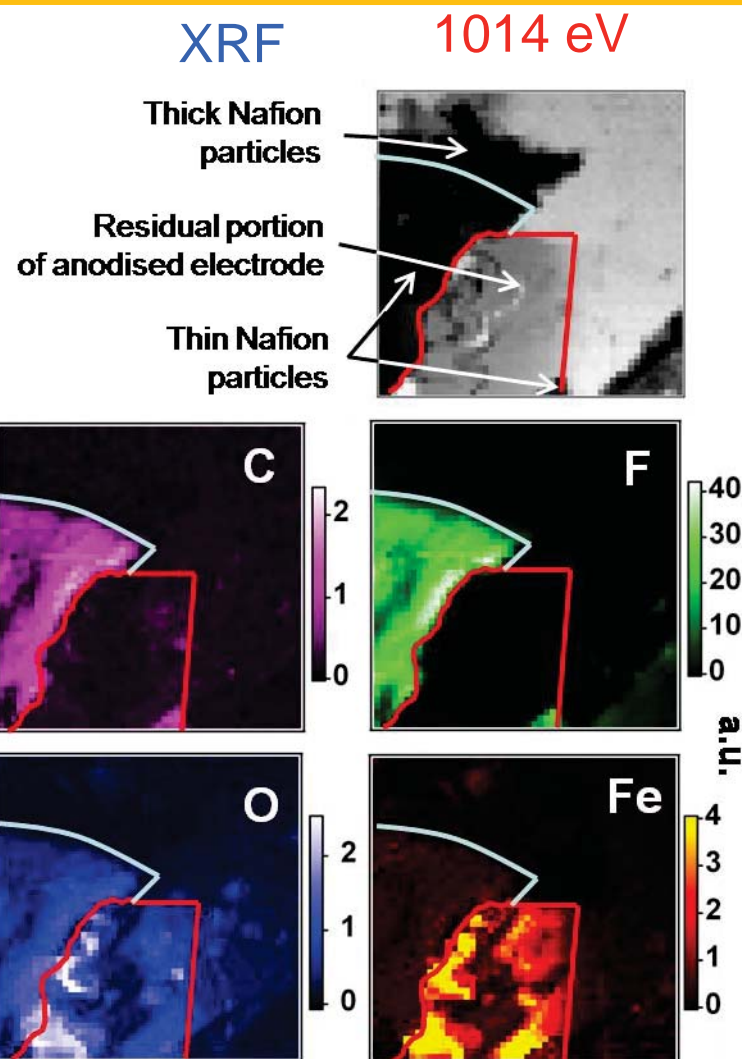 XRF 1014 eV
Thick Nafion
particles
Residual portion
of anodised electrode
Thin Nafion
particles
C
2
1
0
F
40
30
20
10
0
a.u.
O
2
1
0
Fe
4
3
2
1
0